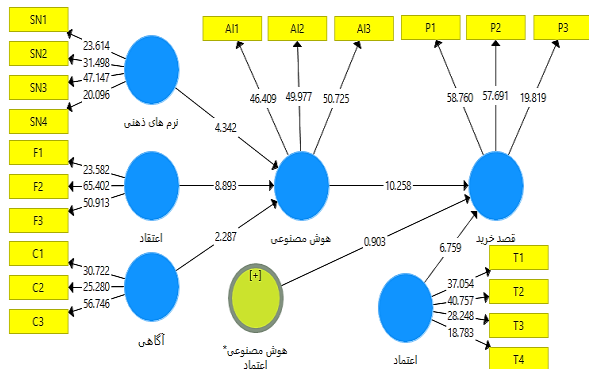 SN1
SN2
SN3
SN4
23.614
31.498
47.147
20.096
نرم های ذهنی
F1
F2
F3
23.582
65.402
50.913
اعتقاد
C1
C2
C3
30.722
25.280
56.746
آگاهی
4.342
8.893
2.287
AI1
AI2
AI3
46.409
49.977
50.725
هوش مصنوعی
10.258
P1
P2
P3
58.760
57.691
19.819
قصد خرید
0.903
6.759
[+]
هوش مصنوعی*
اعتماد
T1
T2
T3
T4
37.054
40.757
28.248
18.783
اعتماد